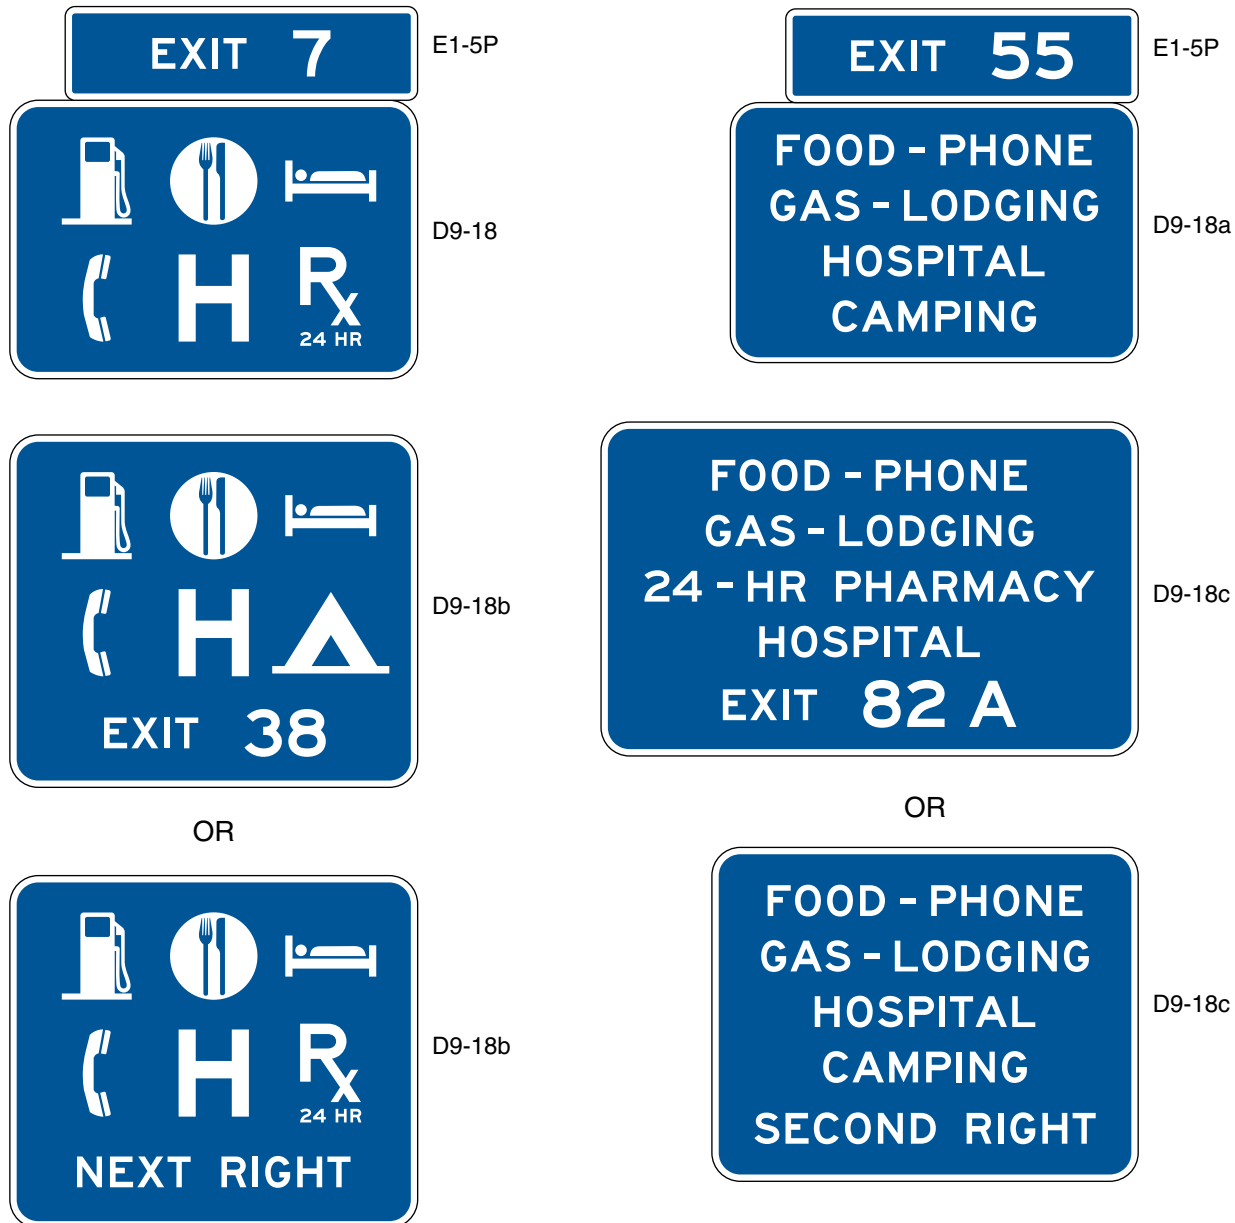 EXIT 7
E1-5P
H
Rx
24 HR
D9-18
H
EXIT 38
D9-18b
OR
H
Rx
24 HR
NEXT RIGHT
D9-18b
EXIT 55
E1-5P
FOOD - PHONE
GAS - LODGING
HOSPITAL
CAMPING
D9-18a
FOOD - PHONE
GAS - LODGING
24 - HR PHARMACY
HOSPITAL
EXIT 82 A
D9-18c
OR
FOOD - PHONE
GAS - LODGING
HOSPITAL
CAMPING
SECOND RIGHT
D9-18c